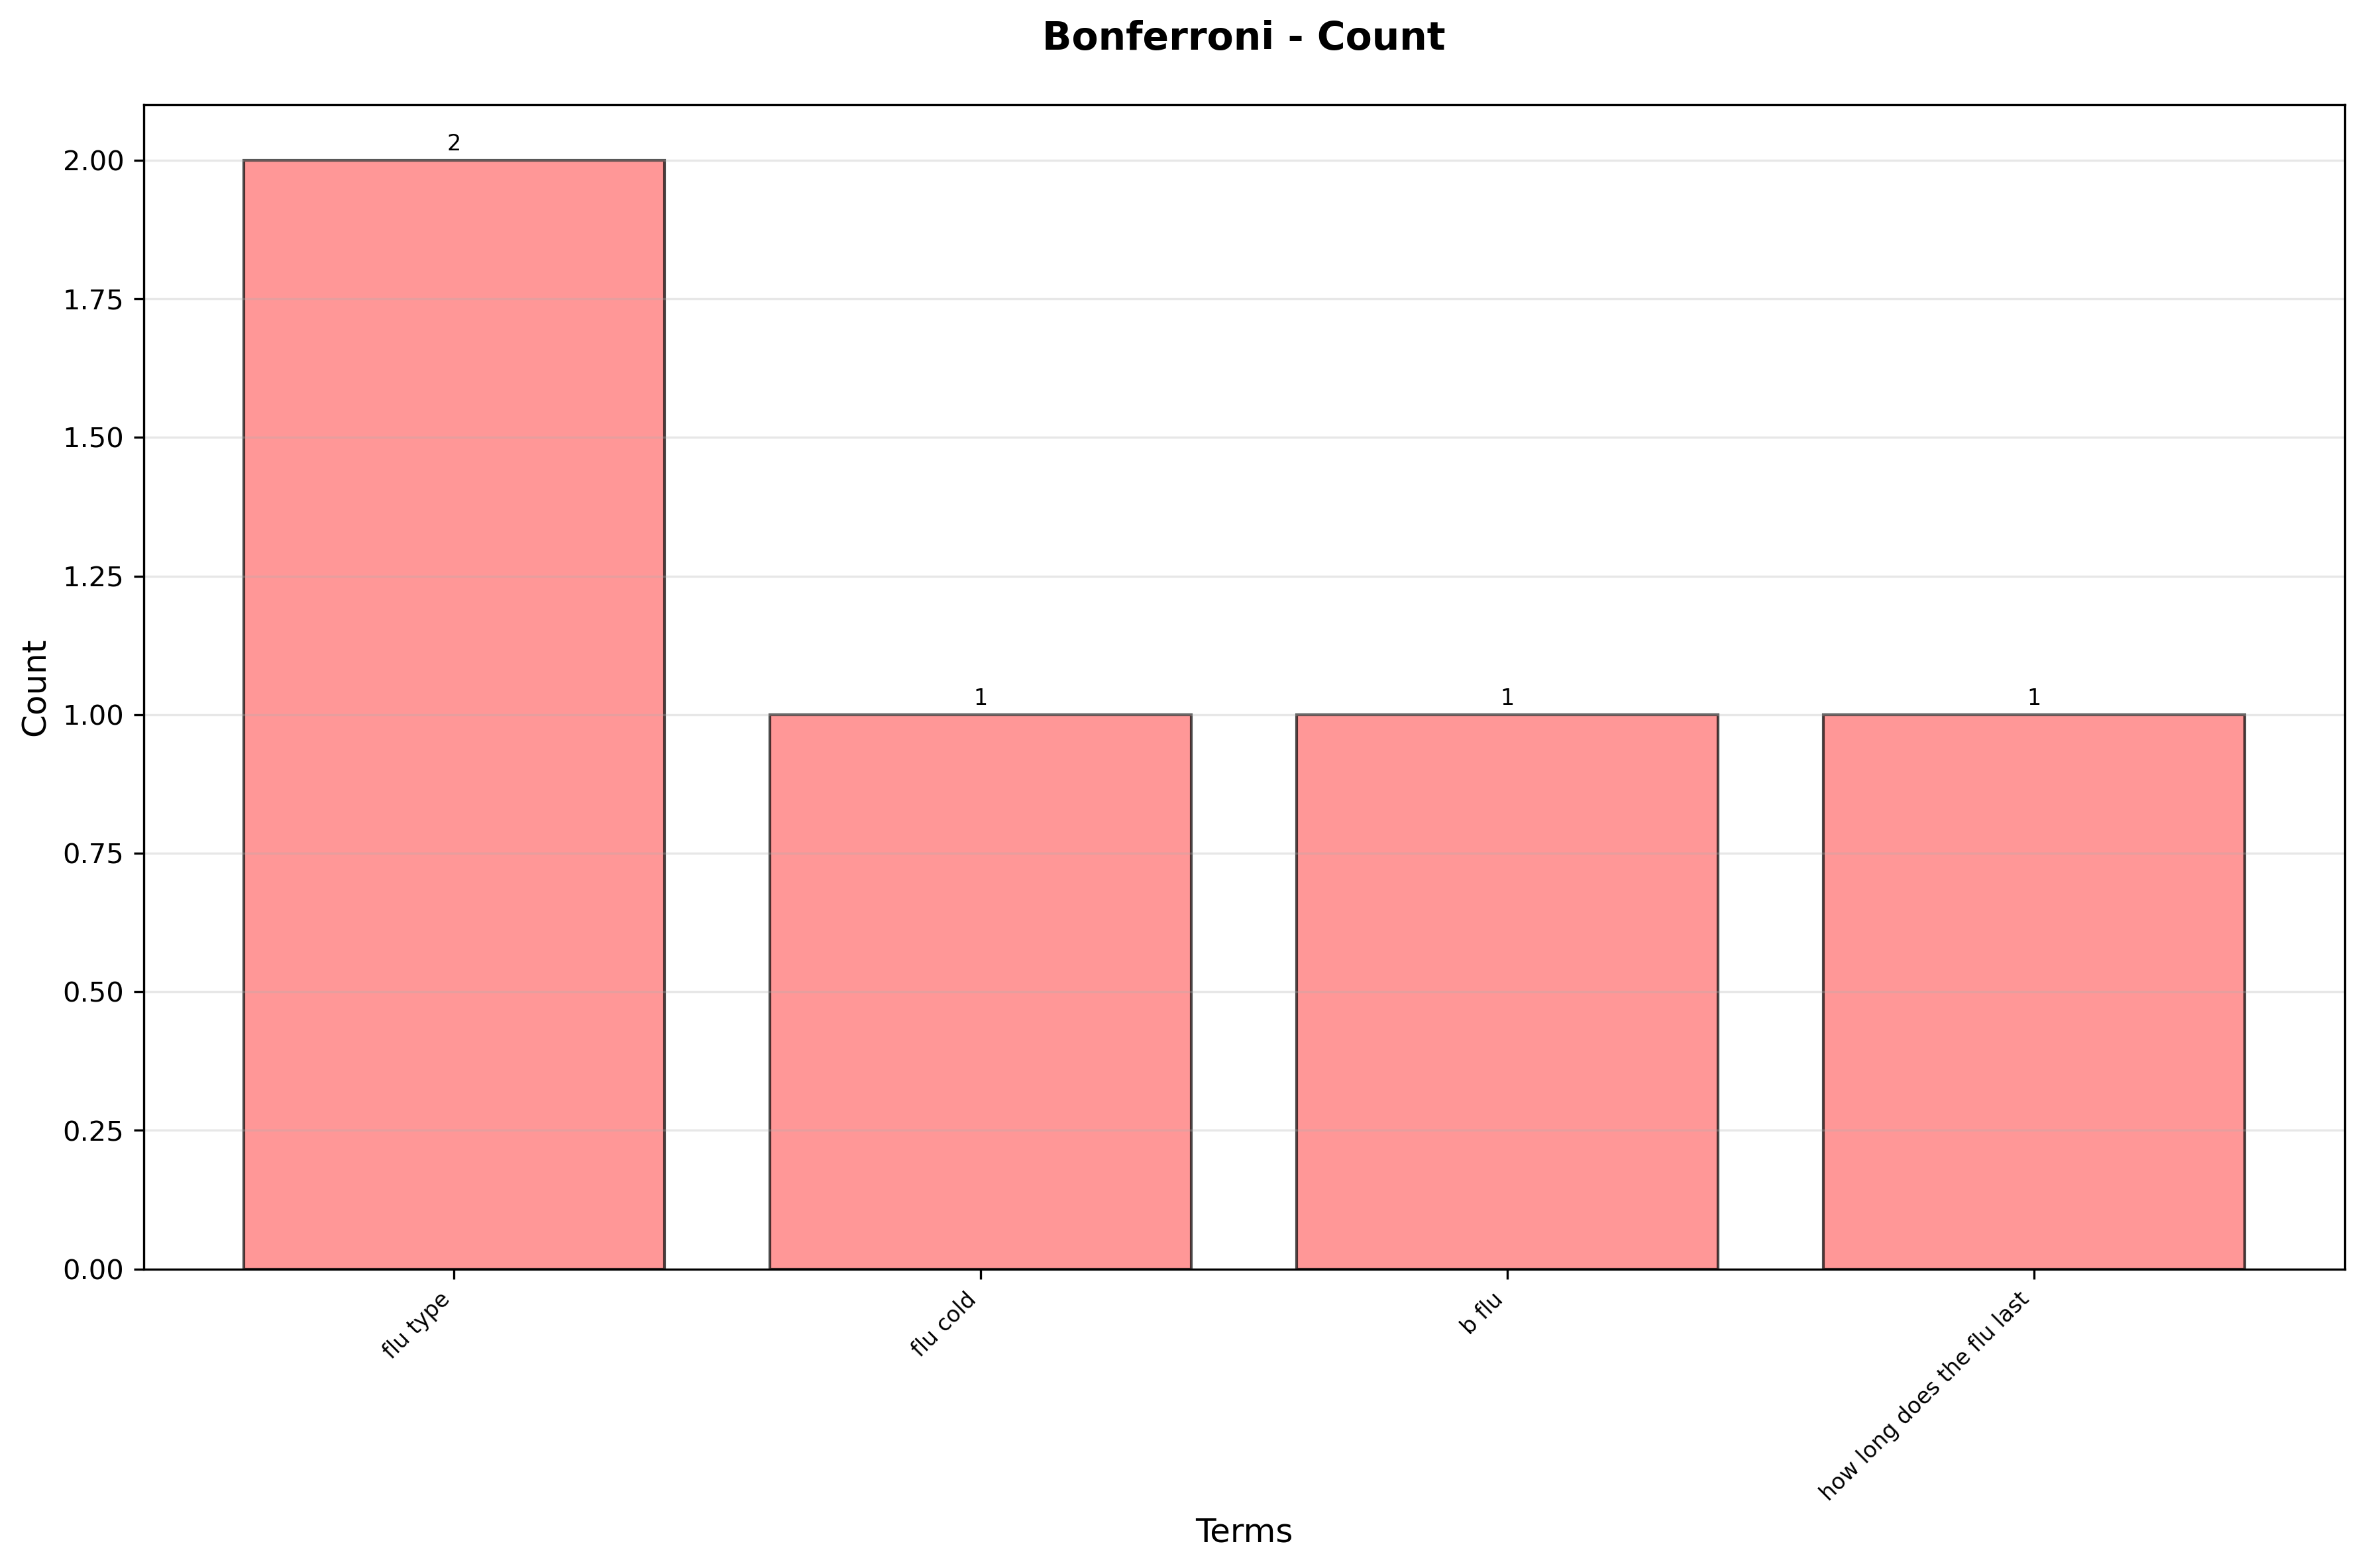 Bonferroni - Count
2
2.00
1.75
1.50
1.25
1 1 1
1.00
Count
0.75
0.50
0.25
0.00
flu type
flu cold
b flu
how long does the flu last
Terms